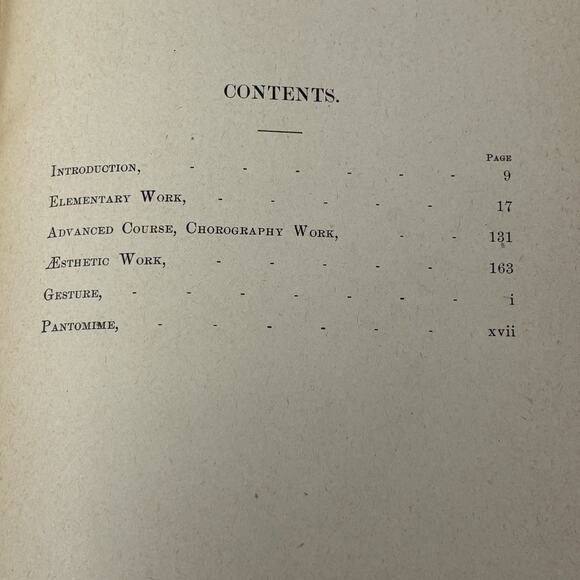 CONTENTS.
PAGE
INTRODUCTION, - - - - - - 9
ELEMENTARY WORK, - - - - - 17
ADVANCED COURSE, CHOROGRAPHY WORK, - - 131
ÆSTHETIC WORK, - - - - - 163
GESTURE, - - - - - - - i
PANTOMIME, - - - - - - xvii